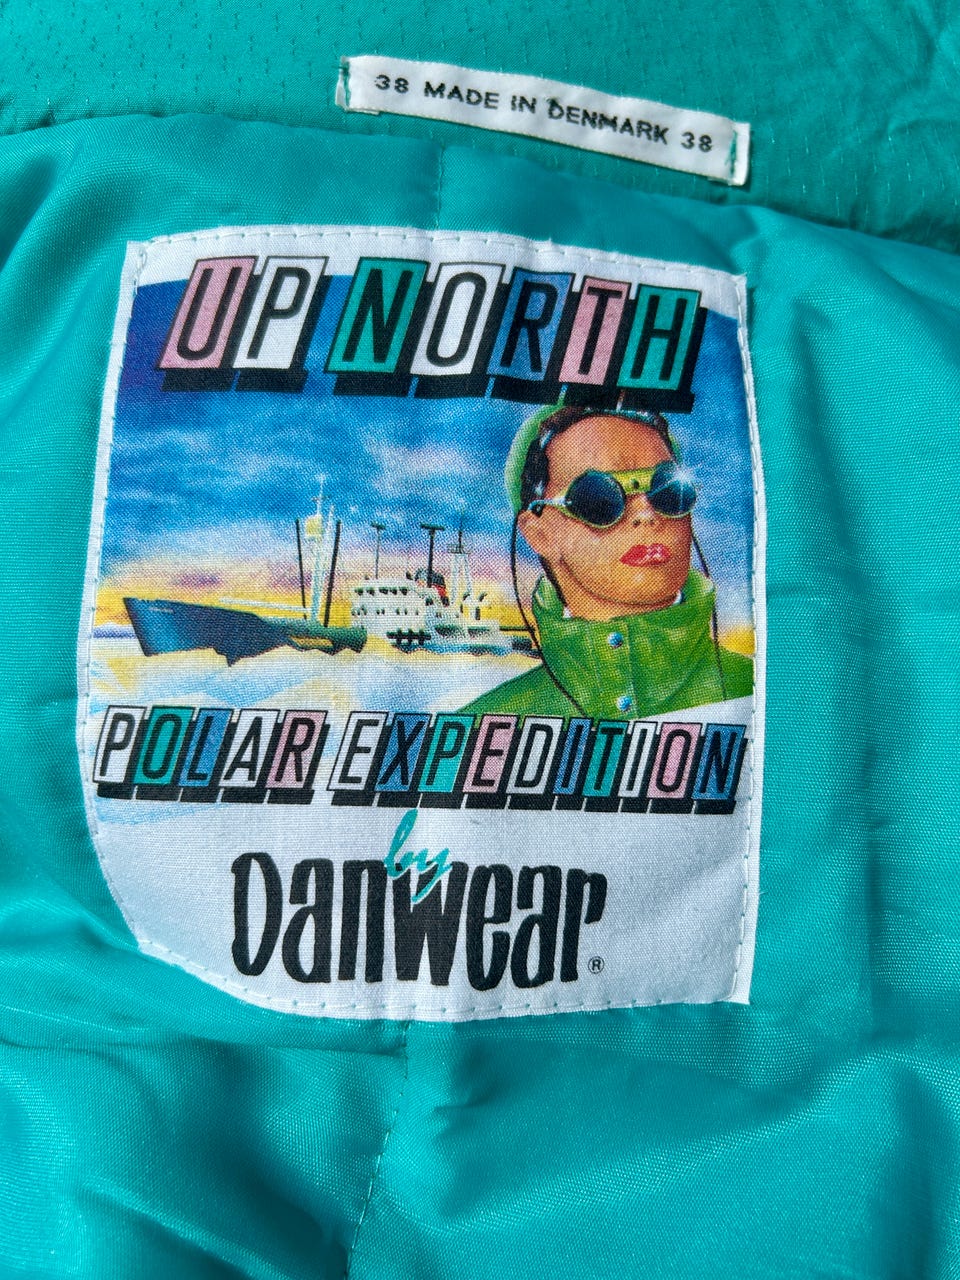 38 MADE IN DENMARK 38
UP NORTH
POLAR EXPEDITION
by
Danwear®